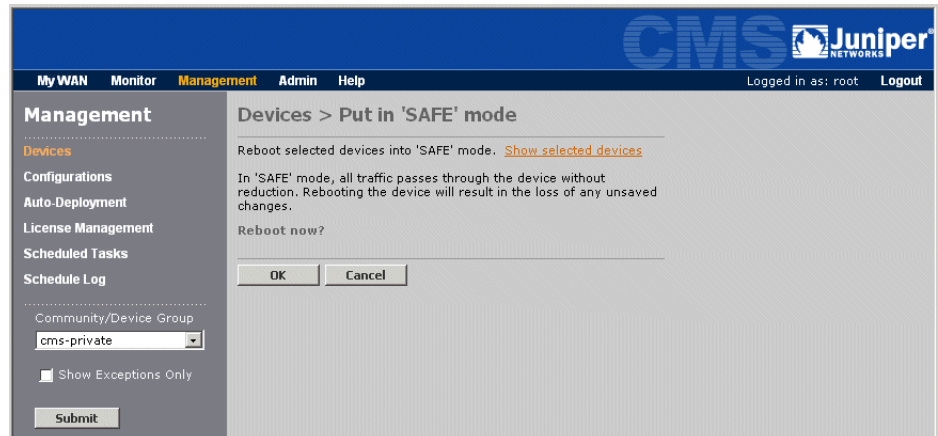 CMS
Juniper®
NETWORKS
My WAN Monitor Management Admin Help Logged in as: root Logout
Management
Devices
Configurations
Auto-Deployment
License Management
Scheduled Tasks
Schedule Log
Community/Device Group
cms-private
Show Exceptions Only
Submit
Devices > Put in 'SAFE' mode
Reboot selected devices into 'SAFE' mode. Show selected devices
In 'SAFE' mode, all traffic passes through the device without
reduction. Rebooting the device will result in the loss of any unsaved
changes.
Reboot now?
OK Cancel